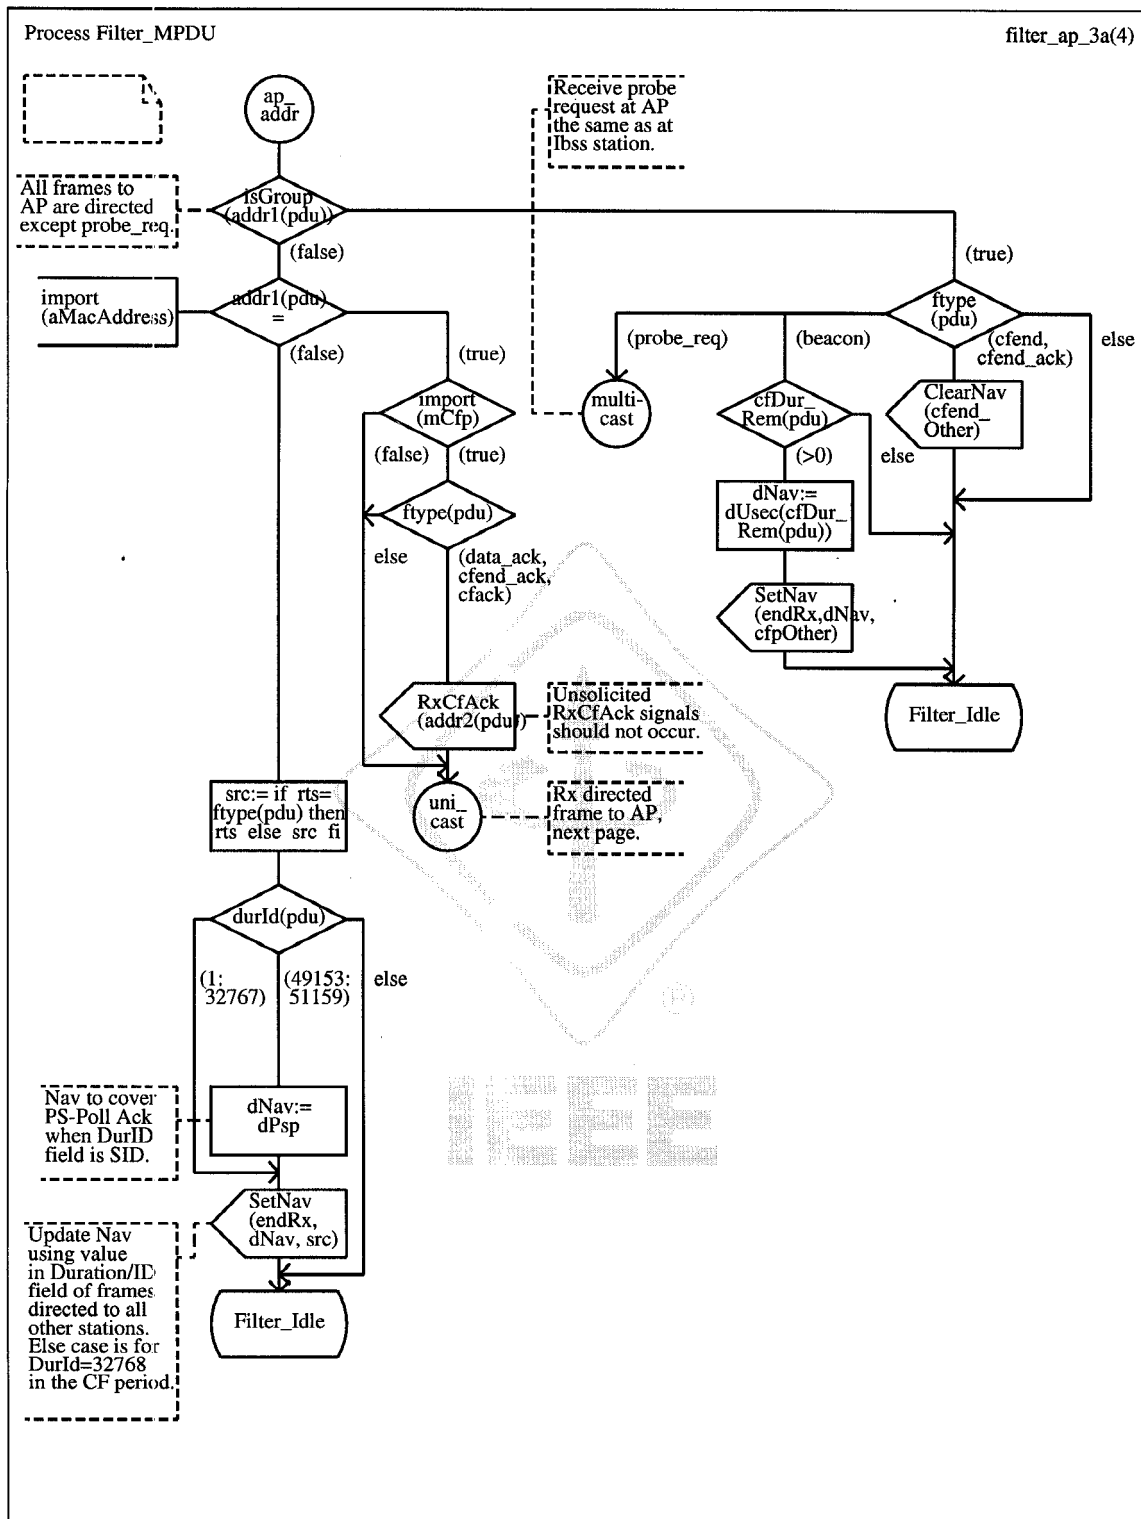 Process Filter_MPDU
filter_ap_3a(4)
ap_
addr
Receive probe
request at AP
the same as at
Ibss station.
All frames to
AP are directed
except probe_req.
isGroup
(addr1(pdu))
(false)
(true)
import
(aMacAddress)
addr1(pdu)
=
(false)
(true)
ftype
(pdu)
(probe_req)
(beacon)
(cfend,
cfend_ack)
else
import
(mCfp)
(false)
(true)
multi-
cast
cfDur_
Rem(pdu)
(>0)
else
ClearNav
(cfend_
Other)
ftype(pdu)
else
(data_ack,
cfend_ack,
cfack)
dNav:=
dUsec(cfDur_
Rem(pdu))
SetNav
(endRx,dNav,
cfpOther)
RxCfAck
(addr2(pdu))
Unsolicited
RxCfAck signals
should not occur.
Filter_Idle
src:= if rts=
ftype(pdu) then
rts else src fi
uni_
cast
Rx directed
frame to AP,
next page.
durId(pdu)
(1:
32767)
(49153:
51159)
else
R
IEEE
Nav to cover
PS-Poll Ack
when DurID
field is SID.
dNav:=
dPsp
SetNav
(endRx,
dNav, src)
Update Nav
using value
in Duration/ID
field of frames
directed to all
other stations.
Else case is for
DurId=32768
in the CF period.
Filter_Idle